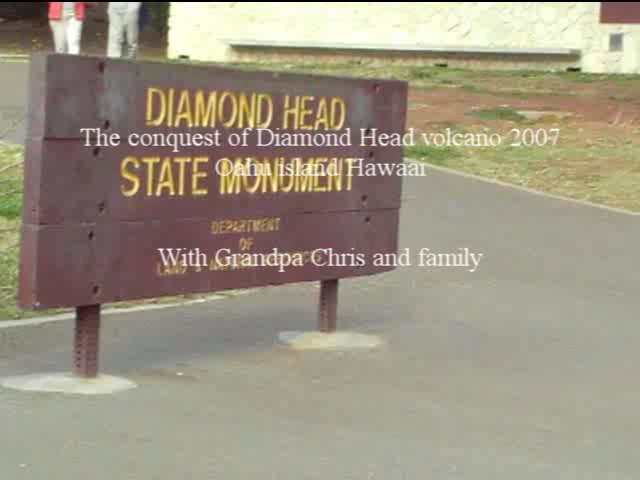 DIAMOND HEAD
The conquest of Diamond Head volcano 2007
Oahu island Hawaai
STATE MONUMENT
DEPARTMENT
OF
With Grandpa Chris and family
LAND &